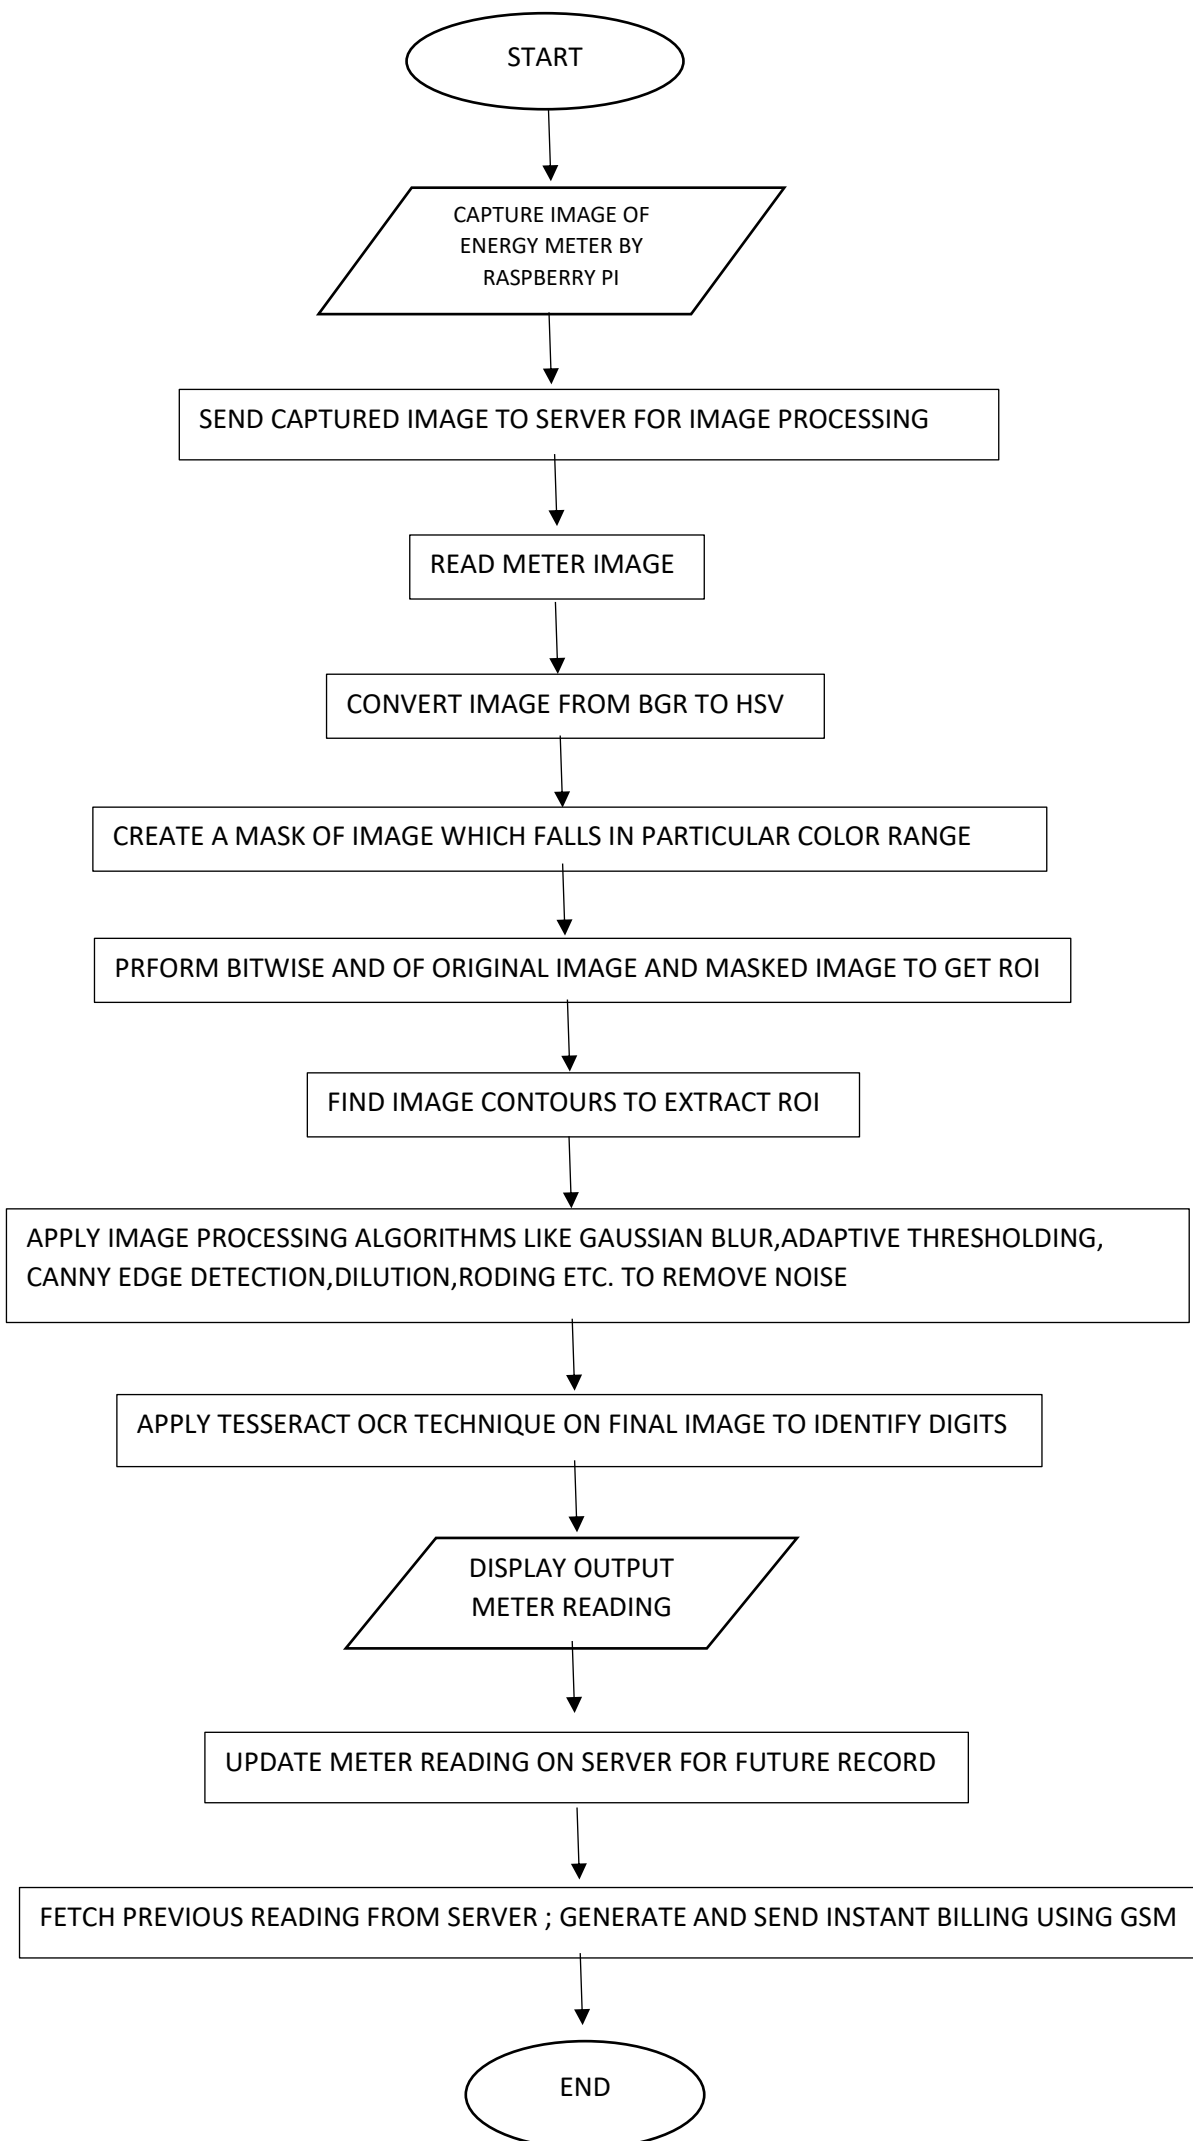 START
CAPTURE IMAGE OF
ENERGY METER BY
RASPBERRY PI
SEND CAPTURED IMAGE TO SERVER FOR IMAGE PROCESSING
READ METER IMAGE
CONVERT IMAGE FROM BGR TO HSV
CREATE A MASK OF IMAGE WHICH FALLS IN PARTICULAR COLOR RANGE
PRFORM BITWISE AND OF ORIGINAL IMAGE AND MASKED IMAGE TO GET ROI
FIND IMAGE CONTOURS TO EXTRACT ROI
APPLY IMAGE PROCESSING ALGORITHMS LIKE GAUSSIAN BLUR,ADAPTIVE THRESHOLDING,
CANNY EDGE DETECTION,DILUTION,RODING ETC. TO REMOVE NOISE
APPLY TESSERACT OCR TECHNIQUE ON FINAL IMAGE TO IDENTIFY DIGITS
DISPLAY OUTPUT
METER READING
UPDATE METER READING ON SERVER FOR FUTURE RECORD
FETCH PREVIOUS READING FROM SERVER ; GENERATE AND SEND INSTANT BILLING USING GSM
END